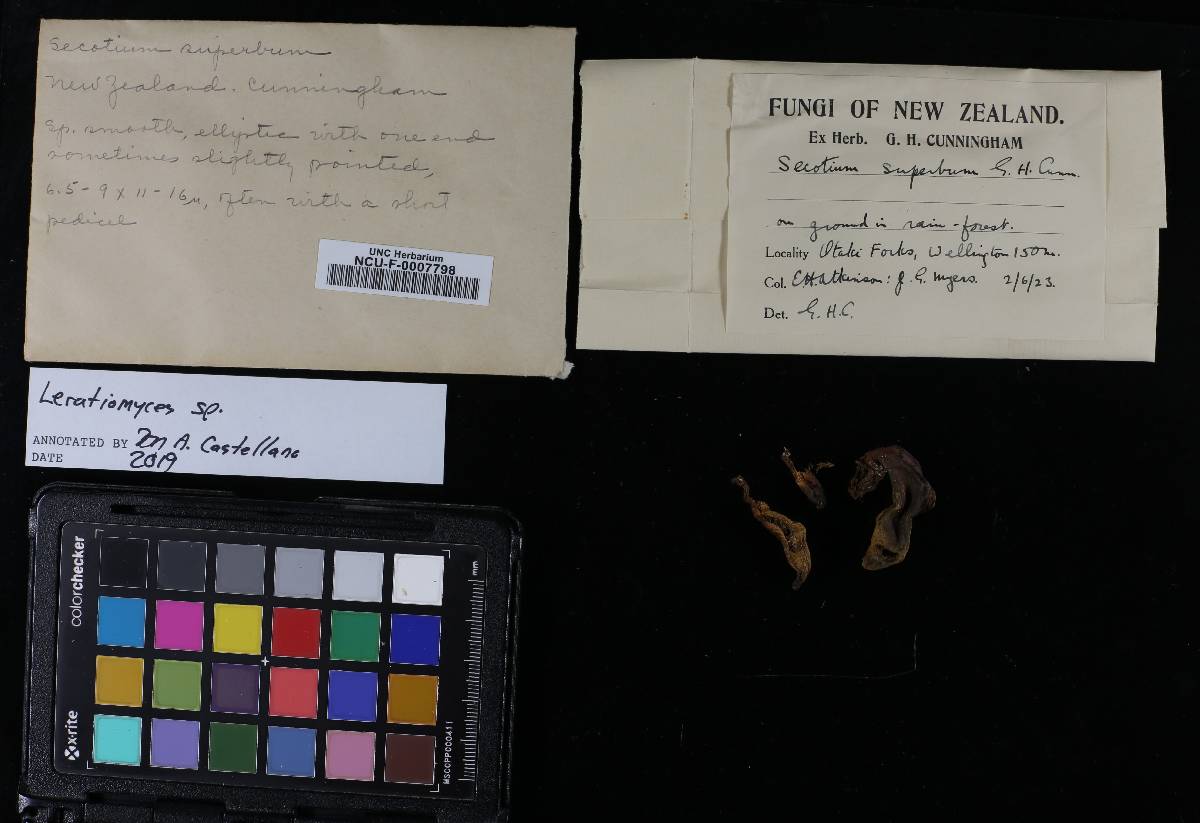 Secotium superbum
New Zealand. Cunningham
Sp. smooth, elliptic with one end
sometimes slightly pointed,
6.5 - 9 x 11 - 16µ, often with a short
pedicel
UNC Herbarium
NCU-F-0007798
FUNGI OF NEW ZEALAND.
Ex Herb. G. H. CUNNINGHAM
Secotium superbum G. H. Cunn.
on ground in rain-forest.
Locality Otaki Forks, Wellington 150m.
Col. E.H. Atkinson: J. G. Myers. 2/6/23.
Det. G. H. C.
Leratiomyces sp.
ANNOTATED BY M A. Castellano
DATE 2019
colorchecker
x-rite
mm
MSCCPPCC0411